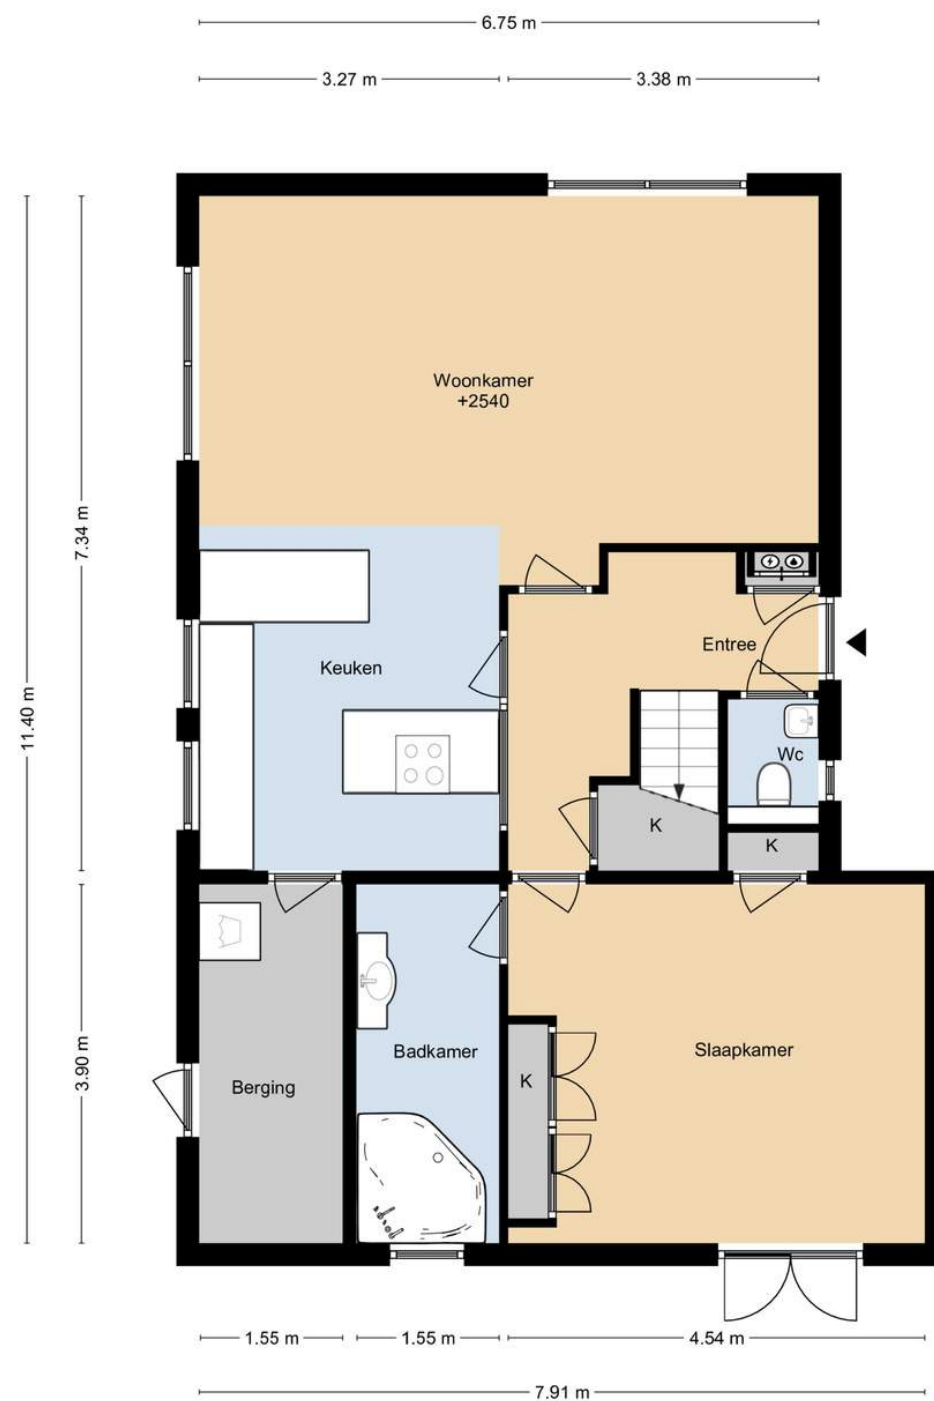 6.75 m
3.27 m
3.38 m
Woonkamer
+2540
7.34 m
Entree
Keuken
11.40 m
Wc
K
K
Slaapkamer
Badkamer
3.90 m
K
Berging
1.55 m
1.55 m
4.54 m
7.91 m